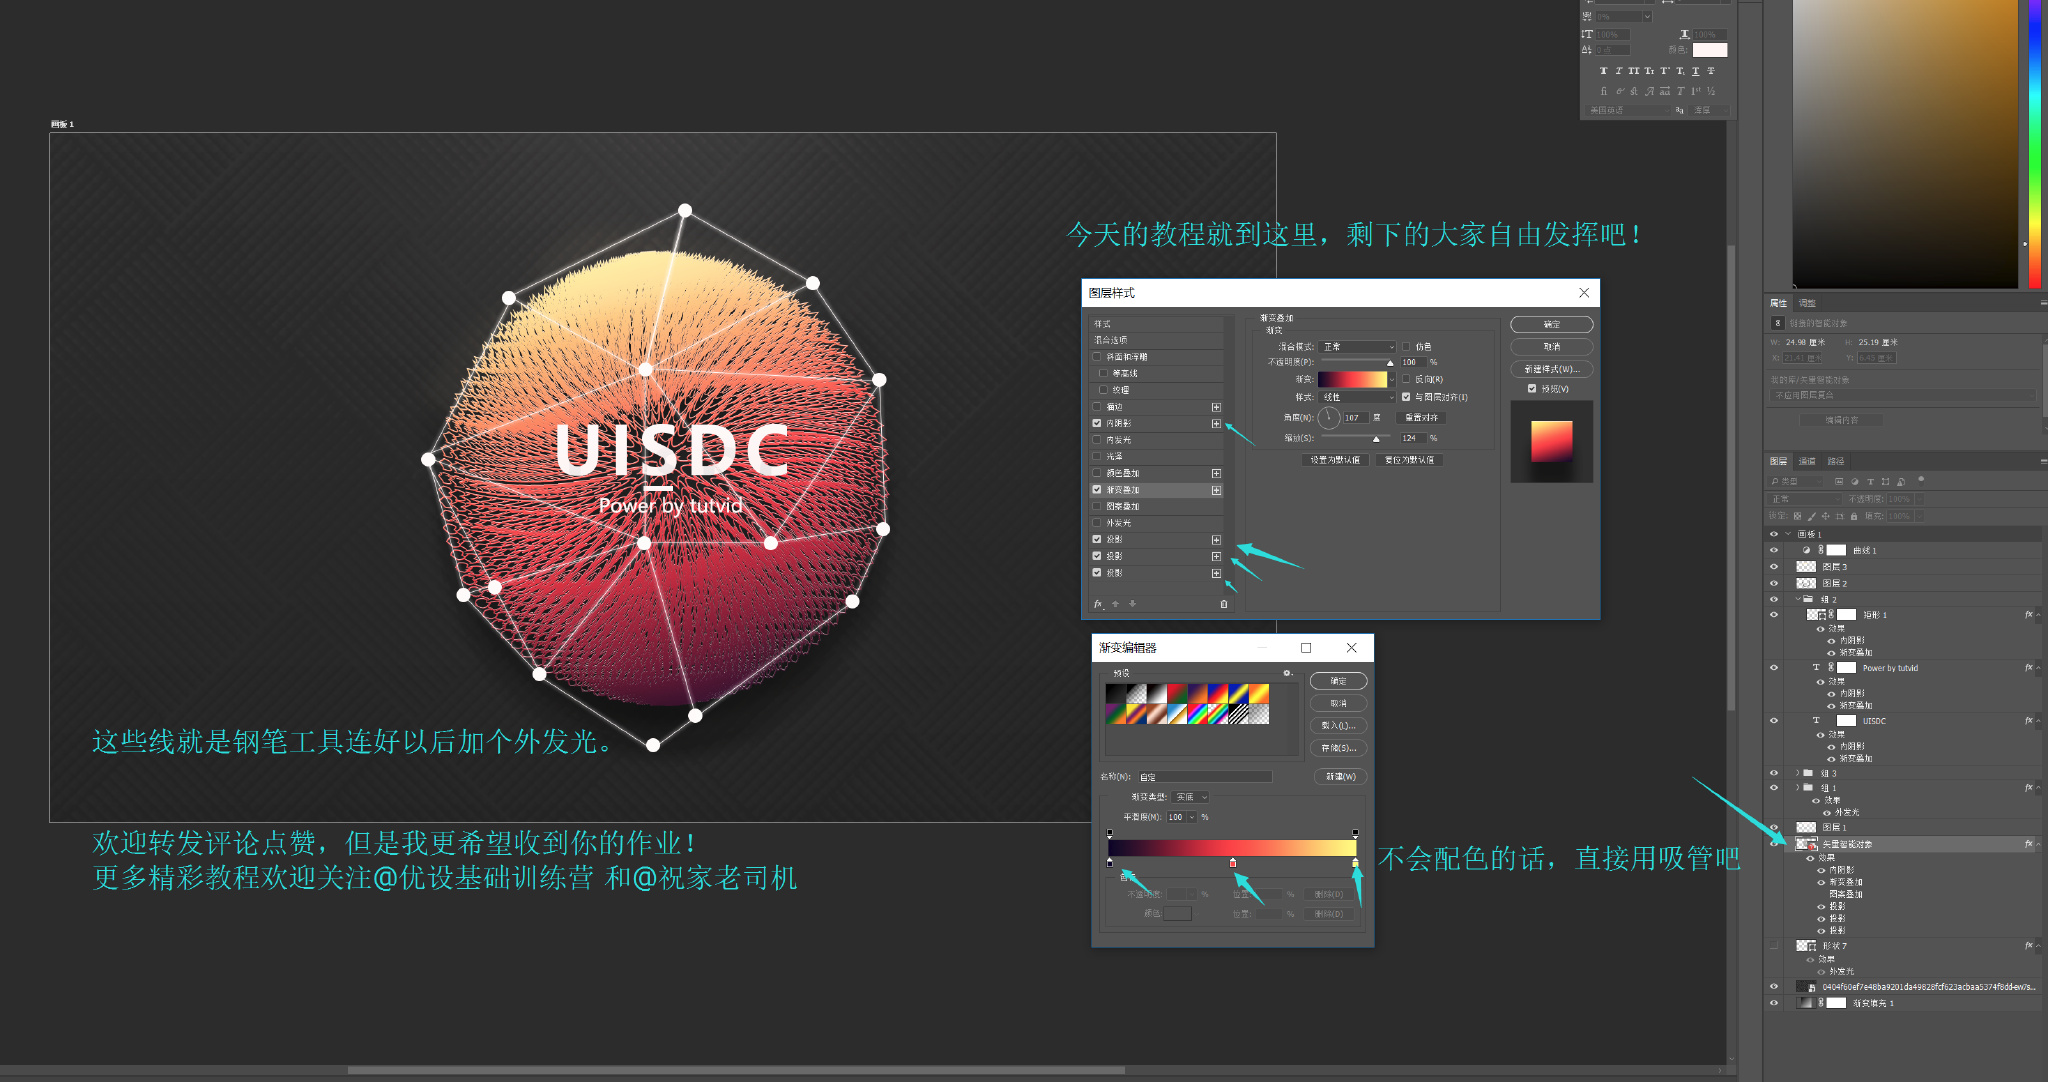 画板 1
今天的教程就到这里，剩下的大家自由发挥吧！
UISDC
Power by tutvid
这些线就是钢笔工具连好以后加个外发光。
欢迎转发评论点赞，但是我更希望收到你的作业！
更多精彩教程欢迎关注@优设基础训练营 和@祝家老司机
图层样式
样式
混合选项
斜面和浮雕
等高线
纹理
描边
内阴影
内发光
光泽
颜色叠加
渐变叠加
图案叠加
外发光
投影
投影
投影
渐变叠加
渐变
混合模式: 正常 仿色
不透明度(P): 100 %
渐变: 反向(R)
样式: 线性 与图层对齐(I)
角度(N): 107 度 重置对齐
缩放(S): 124 %
设置为默认值 复位为默认值
确定
取消
新建样式(W)...
预览(V)
渐变编辑器
预设
确定
取消
载入(L)...
存储(S)...
名称(N): 自定 新建(W)
渐变类型: 实底
平滑度(M): 100 %
不透明度: % 位置: % 删除(D)
颜色: 位置: % 删除(D)
不会配色的话，直接用吸管吧
0%
100% 100%
0 点 颜色:
美国英语 浑厚
属性 调整
W: 24.98 厘米 H: 25.19 厘米
编辑内容
图层 通道 路径
类型
正常 不透明度: 100%
锁定: 填充: 100%
画板 1
曲线 1
图层 3
图层 2
组 2
矩形 1
效果
内阴影
渐变叠加
Power by tutvid
效果
内阴影
渐变叠加
UISDC
效果
内阴影
渐变叠加
组 3
组 1
效果
外发光
图层 1
矢量智能对象
效果
内阴影
渐变叠加
图案叠加
投影
投影
投影
形状 7
效果
外发光
渐变填充 1